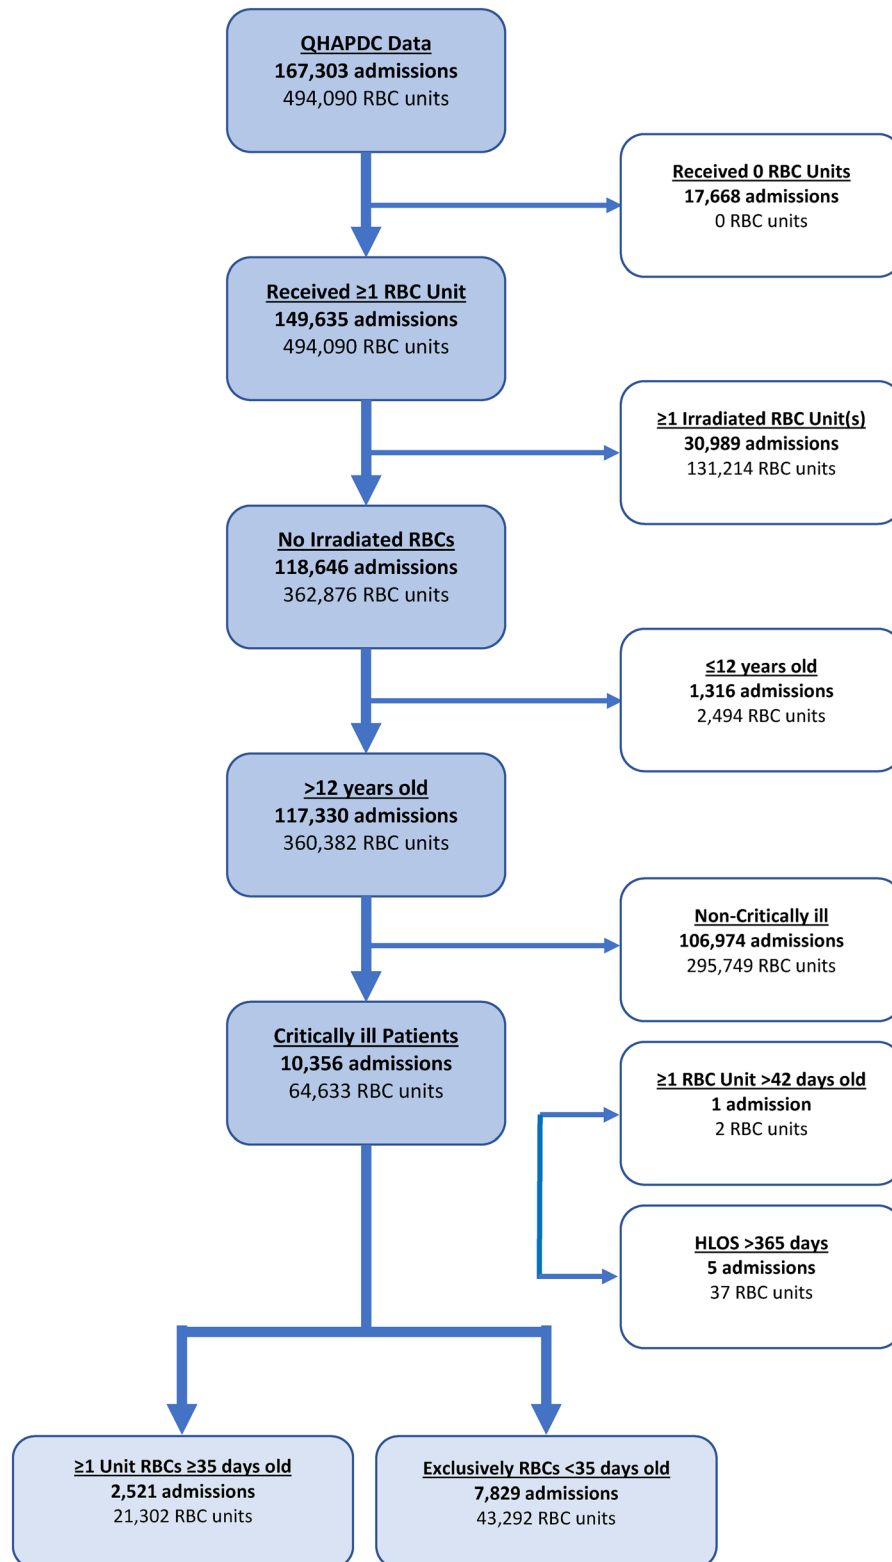 QHAPDC Data
167,303 admissions
494,090 RBC units
Received 0 RBC Units
17,668 admissions
0 RBC units
Received ≥1 RBC Unit
149,635 admissions
494,090 RBC units
≥1 Irradiated RBC Unit(s)
30,989 admissions
131,214 RBC units
No Irradiated RBCs
118,646 admissions
362,876 RBC units
≤12 years old
1,316 admissions
2,494 RBC units
>12 years old
117,330 admissions
360,382 RBC units
Non-Critically ill
106,974 admissions
295,749 RBC units
Critically ill Patients
10,356 admissions
64,633 RBC units
≥1 RBC Unit >42 days old
1 admission
2 RBC units
HLOS >365 days
5 admissions
37 RBC units
≥1 Unit RBCs ≥35 days old
2,521 admissions
21,302 RBC units
Exclusively RBCs <35 days old
7,829 admissions
43,292 RBC units